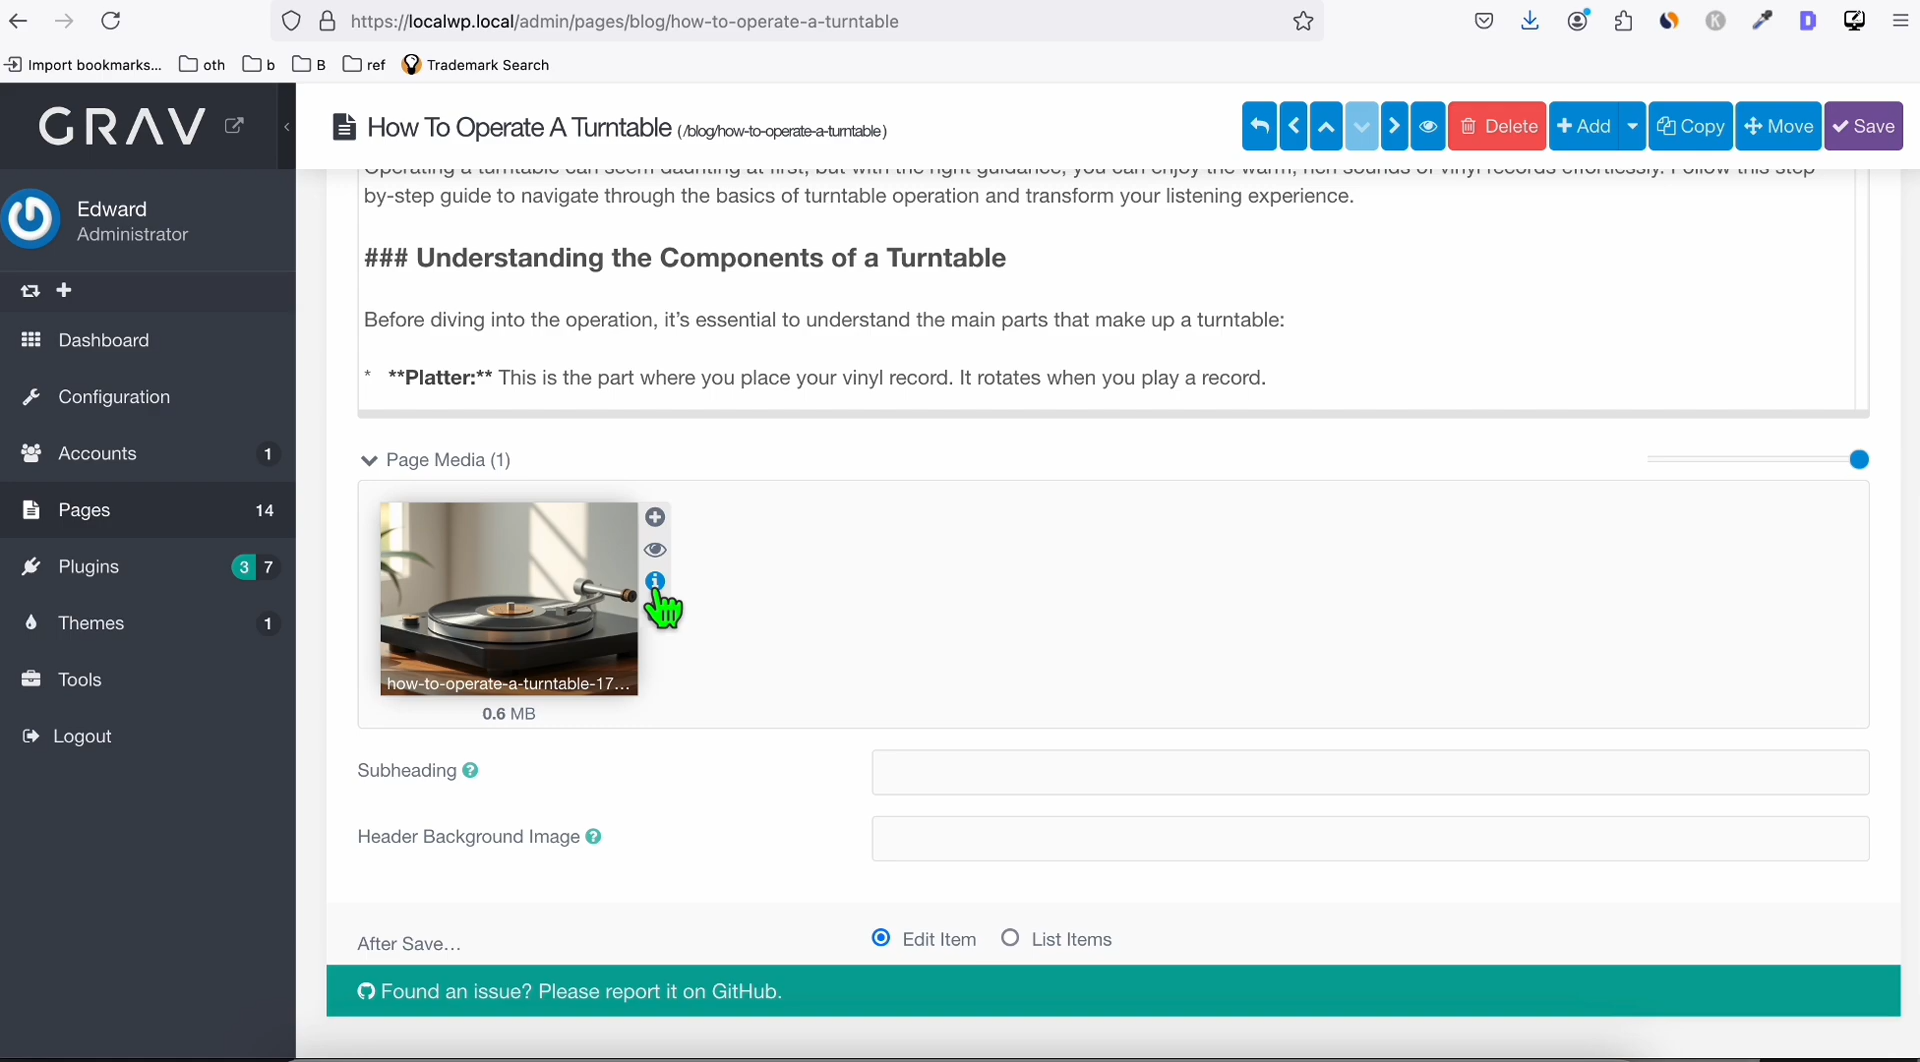 https://localwp.local/admin/pages/blog/how-to-operate-a-turntable
Import bookmarks... oth b B ref Trademark Search
GRAV
How To Operate A Turntable (/blog/how-to-operate-a-turntable)
Delete Add Copy Move Save
Edward
Administrator
Dashboard
Configuration
Accounts 1
Pages 14
Plugins 3 7
Themes 1
Tools
Logout
Operating a turntable can seem daunting at first, but with the right guidance, you can enjoy the warm, rich sounds of vinyl records effortlessly. Follow this step-
by-step guide to navigate through the basics of turntable operation and transform your listening experience.
### Understanding the Components of a Turntable
Before diving into the operation, it's essential to understand the main parts that make up a turntable:
* **Platter:** This is the part where you place your vinyl record. It rotates when you play a record.
Page Media (1)
how-to-operate-a-turntable-17...
0.6 MB
Subheading
Header Background Image
After Save...
Edit Item List Items
Found an issue? Please report it on GitHub.